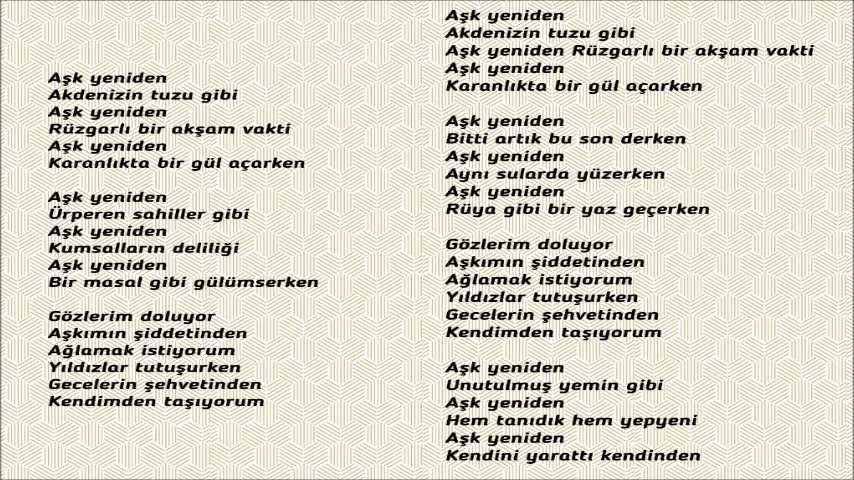 Aşk yeniden
Akdenizin tuzu gibi
Aşk yeniden
Rüzgarlı bir akşam vakti
Aşk yeniden
Karanlıkta bir gül açarken

Aşk yeniden
Ürperen sahiller gibi
Aşk yeniden
Kumsalların deliliği
Aşk yeniden
Bir masal gibi gülümserken

Gözlerim doluyor
Aşkımın şiddetinden
Ağlamak istiyorum
Yıldızlar tutuşurken
Gecelerin şehvetinden
Kendimden taşıyorum

Aşk yeniden
Akdenizin tuzu gibi
Aşk yeniden Rüzgarlı bir akşam vakti
Aşk yeniden
Karanlıkta bir gül açarken

Aşk yeniden
Bitti artık bu son derken
Aşk yeniden
Aynı sularda yüzerken
Aşk yeniden
Rüya gibi bir yaz geçerken

Gözlerim doluyor
Aşkımın şiddetinden
Ağlamak istiyorum
Yıldızlar tutuşurken
Gecelerin şehvetinden
Kendimden taşıyorum

Aşk yeniden
Unutulmuş yemin gibi
Aşk yeniden
Hem tanıdık hem yepyeni
Aşk yeniden
Kendini yarattı kendinden